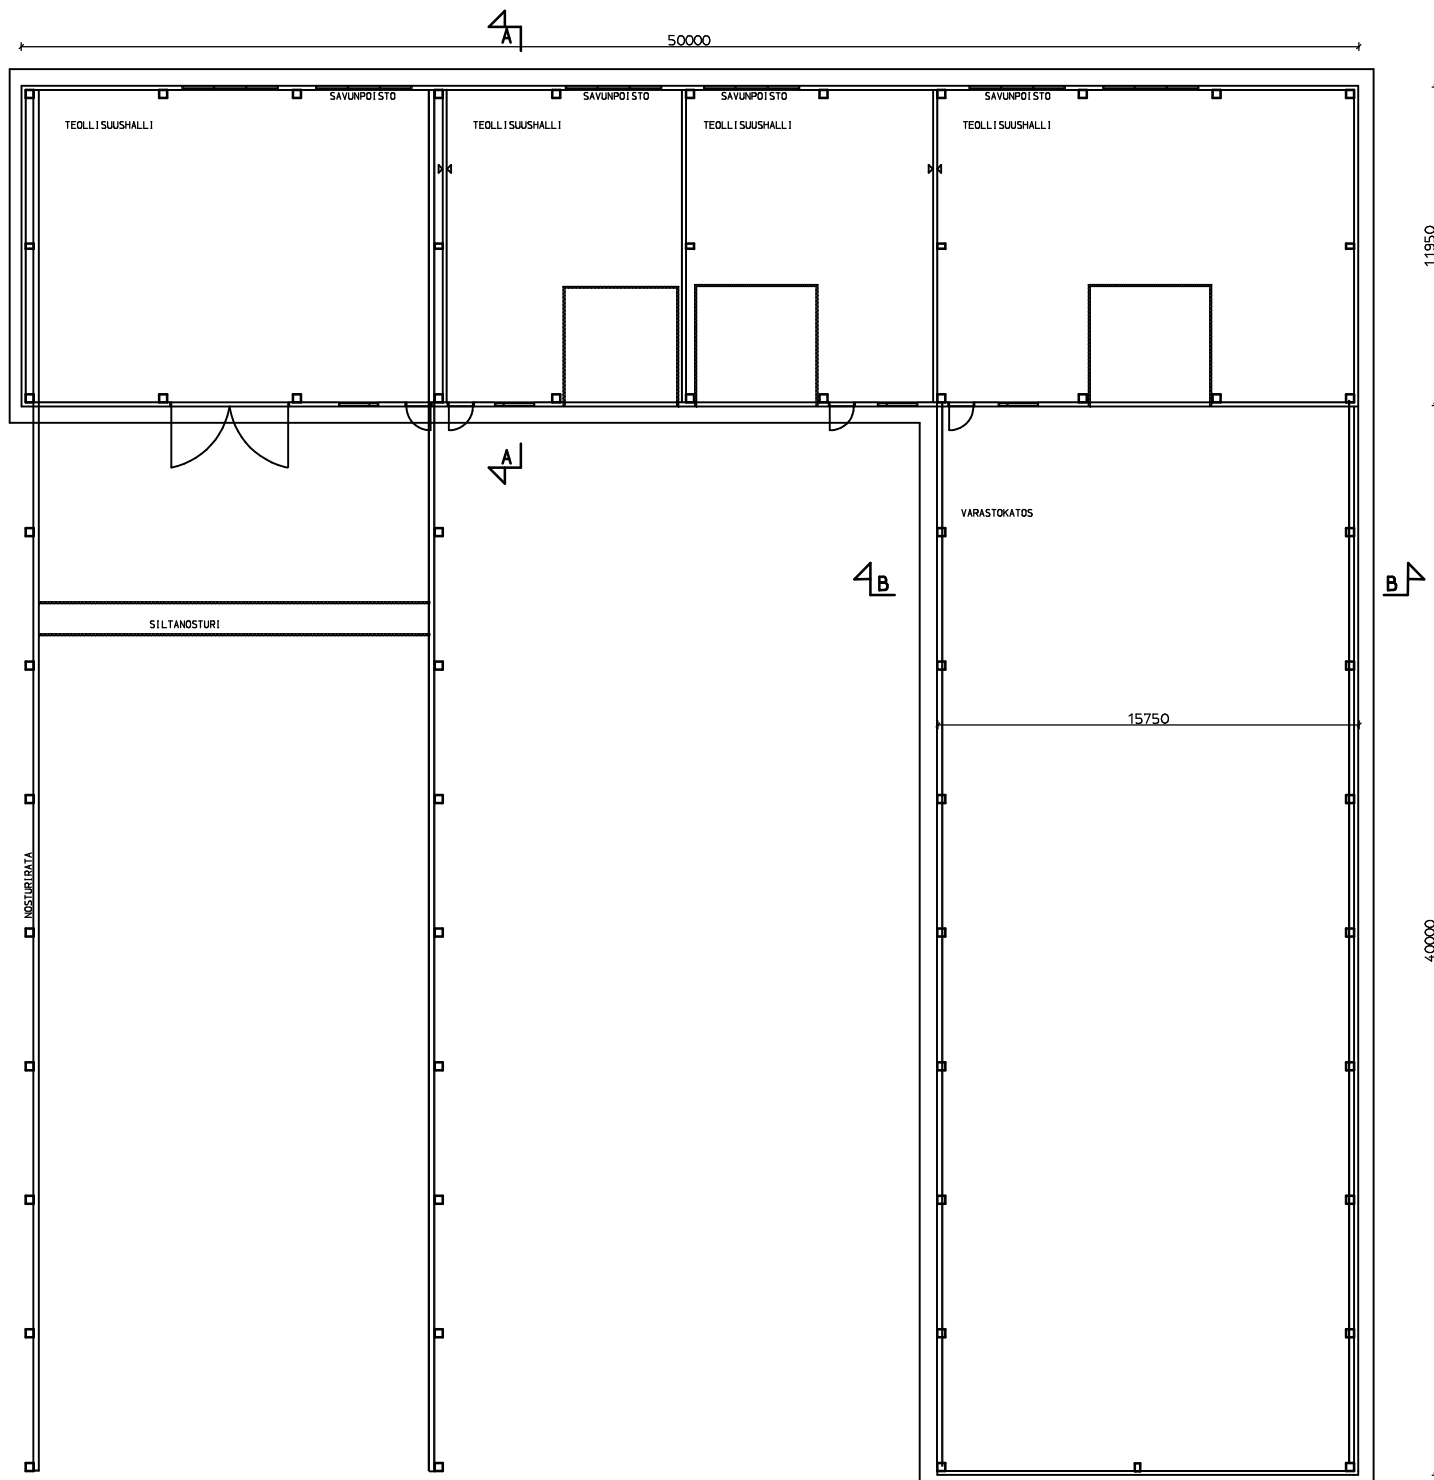 A
50000
SAVUNPOISTO
SAVUNPOISTO
SAVUNPOISTO
SAVUNPOISTO
TEOLLISUUSHALLI
TEOLLISUUSHALLI
TEOLLISUUSHALLI
TEOLLISUUSHALLI
11950
A
VARASTOKATOS
B
B
SILTANOSTURI
15750
NOSTURIRATA
40000